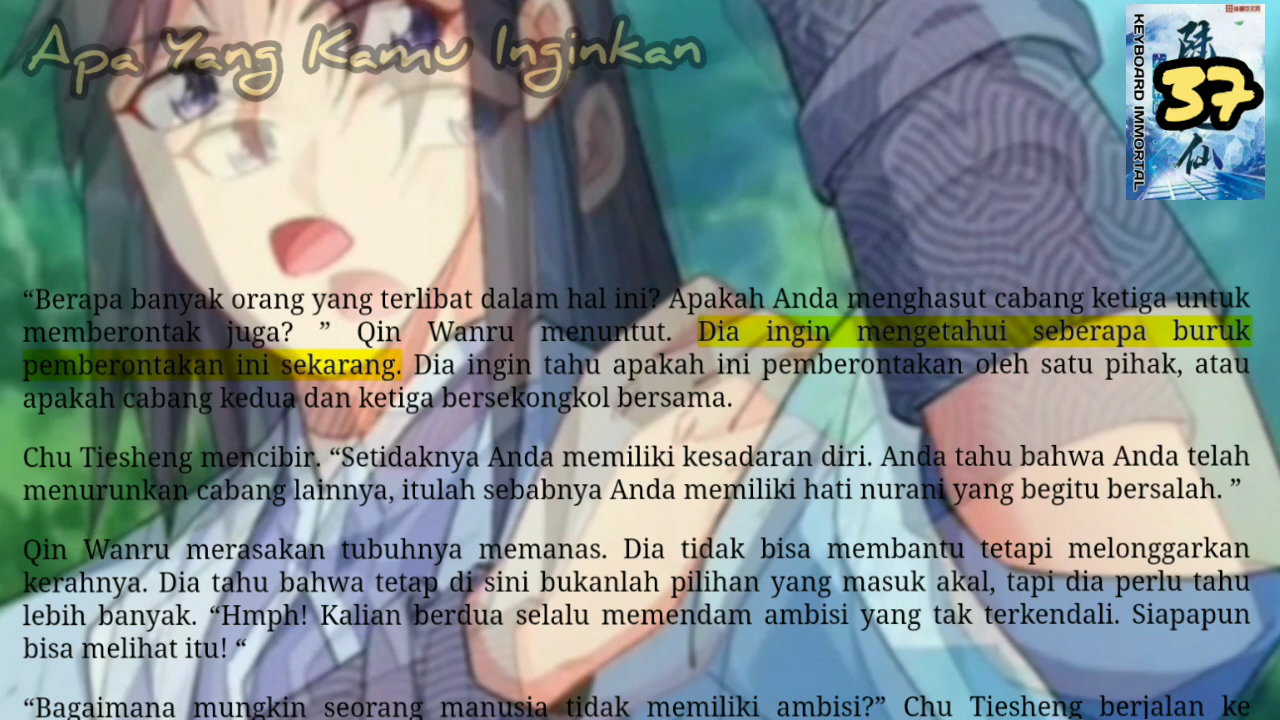 Apa Yang Kamu Inginkan
KEYBOARD IMMORTAL
37
仙
“Berapa banyak orang yang terlibat dalam hal ini? Apakah Anda menghasut cabang ketiga untuk
memberontak juga? ” Qin Wanru menuntut. Dia ingin mengetahui seberapa buruk
pemberontakan ini sekarang. Dia ingin tahu apakah ini pemberontakan oleh satu pihak, atau
apakah cabang kedua dan ketiga bersekongkol bersama.
Chu Tiesheng mencibir. “Setidaknya Anda memiliki kesadaran diri. Anda tahu bahwa Anda telah
menurunkan cabang lainnya, itulah sebabnya Anda memiliki hati nurani yang begitu bersalah. ”
Qin Wanru merasakan tubuhnya memanas. Dia tidak bisa membantu tetapi melonggarkan
kerahnya. Dia tahu bahwa tetap di sini bukanlah pilihan yang masuk akal, tapi dia perlu tahu
lebih banyak. “Hmph! Kalian berdua selalu memendam ambisi yang tak terkendali. Siapapun
bisa melihat itu! “
“Bagaimana mungkin seorang manusia tidak memiliki ambisi?” Chu Tiesheng berjalan ke